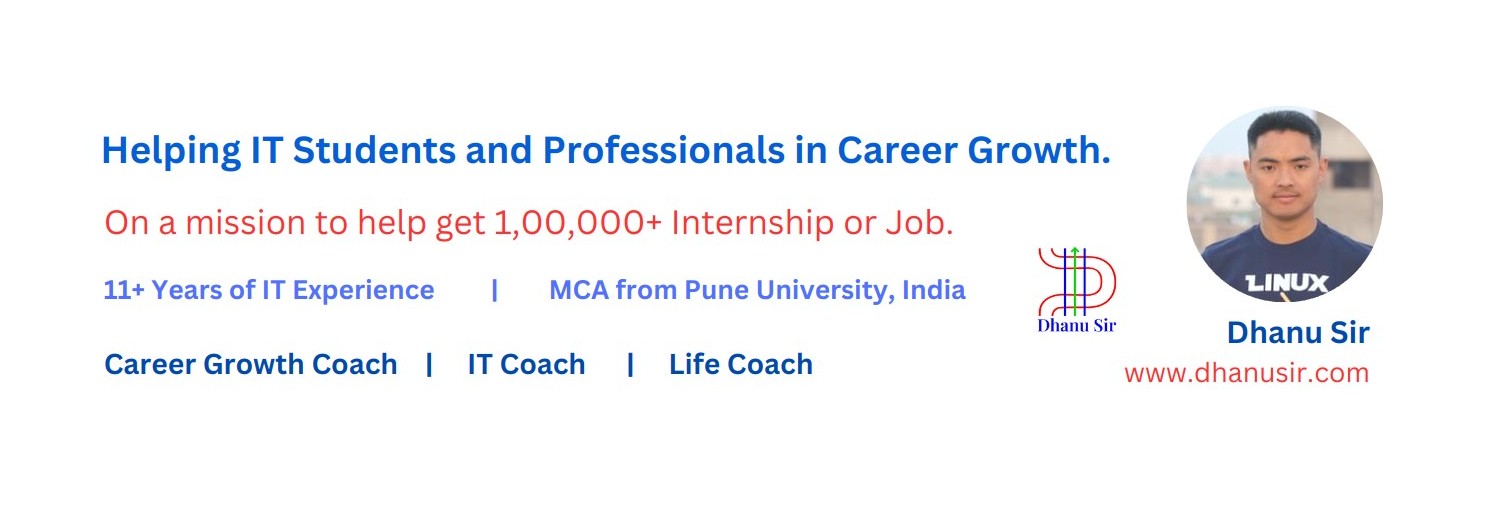 Helping IT Students and Professionals in Career Growth.
On a mission to help get 1,00,000+ Internship or Job.
11+ Years of IT Experience | MCA from Pune University, India
Career Growth Coach | IT Coach | Life Coach
Dhanu Sir
LINUX
Dhanu Sir
www.dhanusir.com